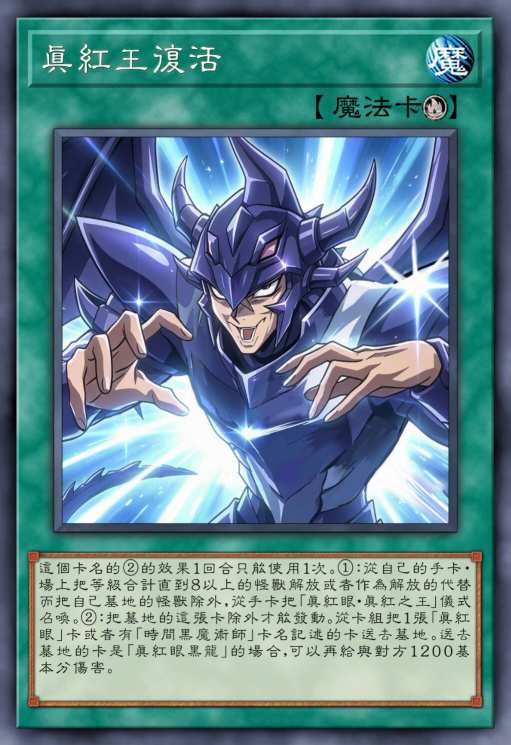 眞紅王復活
魔
【魔法卡】
這個卡名的②的效果1回合只能使用1次。①:從自己的手卡・
場上把等級合計直到8以上的怪獸解放或者作為解放的代替
而把自己墓地的怪獸除外,從手卡把「眞紅眼・眞紅之王」儀式
召喚。②:把墓地的這張卡除外才能發動。從卡組把1張「眞紅
眼」卡或者有「時間黑魔術師」卡名記述的卡送去墓地。送去
墓地的卡是「眞紅眼黑龍」的場合,可以再給與對方1200基
本分傷害。